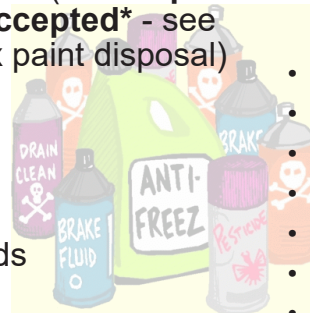 ccepted* - see
x paint disposal)
DRAIN
CLEAN
BRAKE
ANTI-
FREEZ
BRAKE
FLUID
PESTICIDE
ds